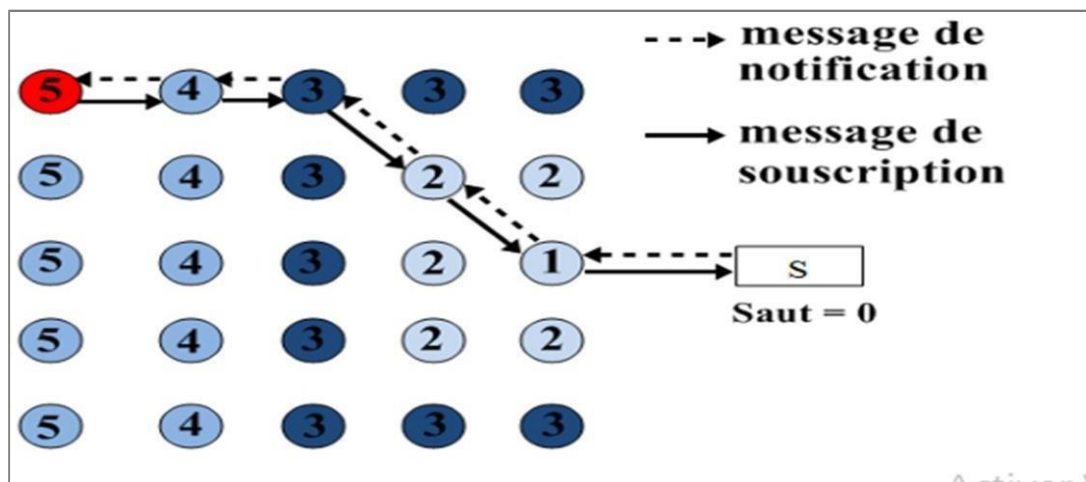 message de
notification
5 4 3 3 3
message de
souscription
5 4 3 2 2
5 4 3 2 1
S
Saut = 0
5 4 3 2 2
5 4 3 3 3